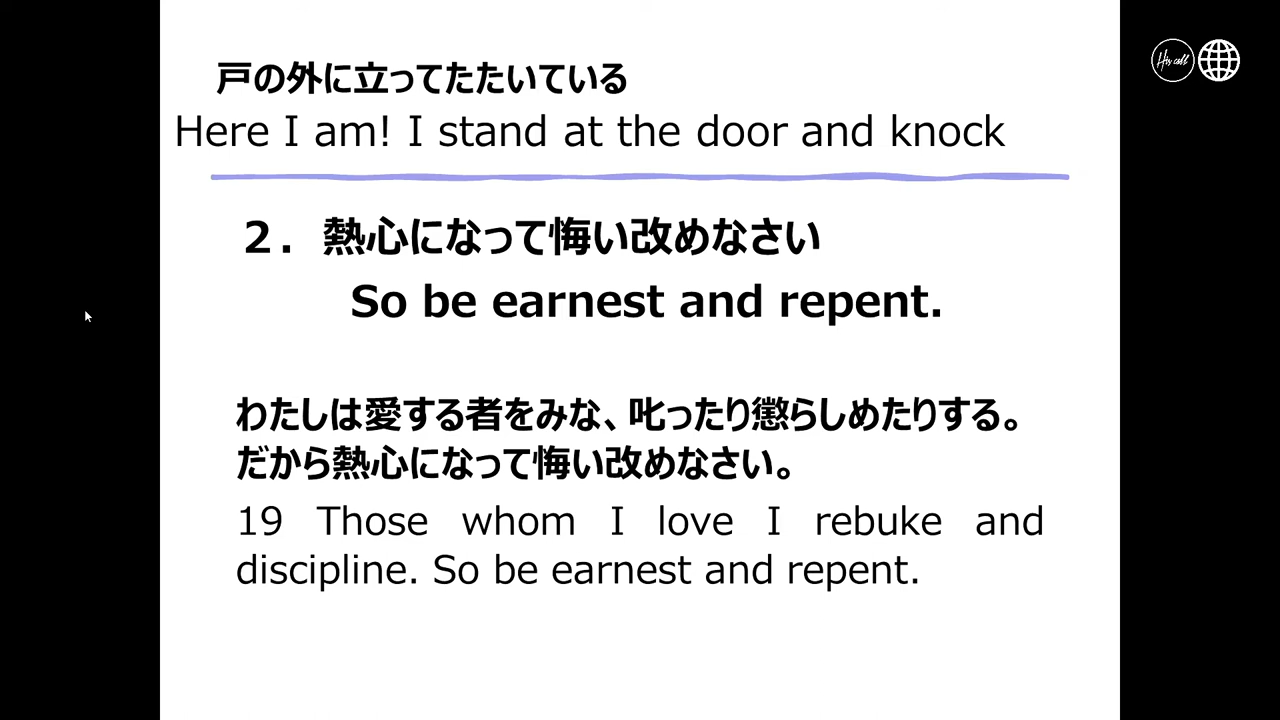 戸の外に立ってたたいている
Here I am! I stand at the door and knock
２．熱心になって悔い改めなさい
So be earnest and repent.
わたしは愛する者をみな、叱ったり懲らしめたりする。
だから熱心になって悔い改めなさい。
19 Those whom I love I rebuke and
discipline. So be earnest and repent.
His call